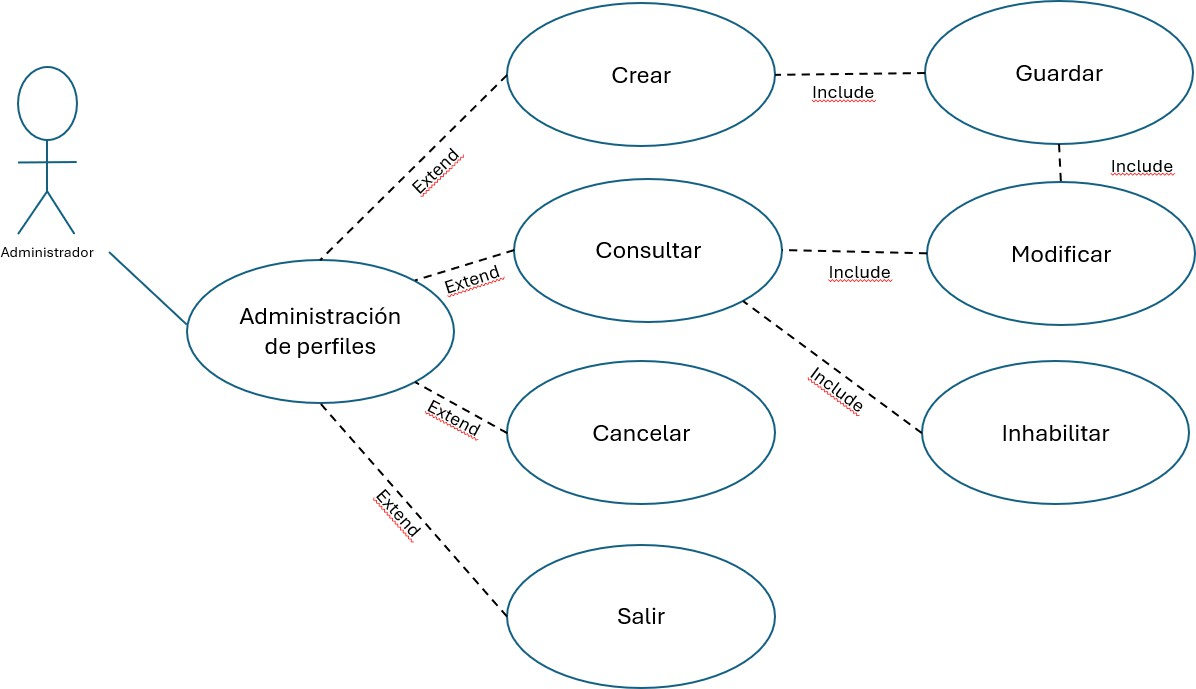 Crear
Guardar
Include
Extend
Include
Administrador
Consultar
Modificar
Include
Extend
Administración
de perfiles
Include
Extend
Cancelar
Inhabilitar
Extend
Salir